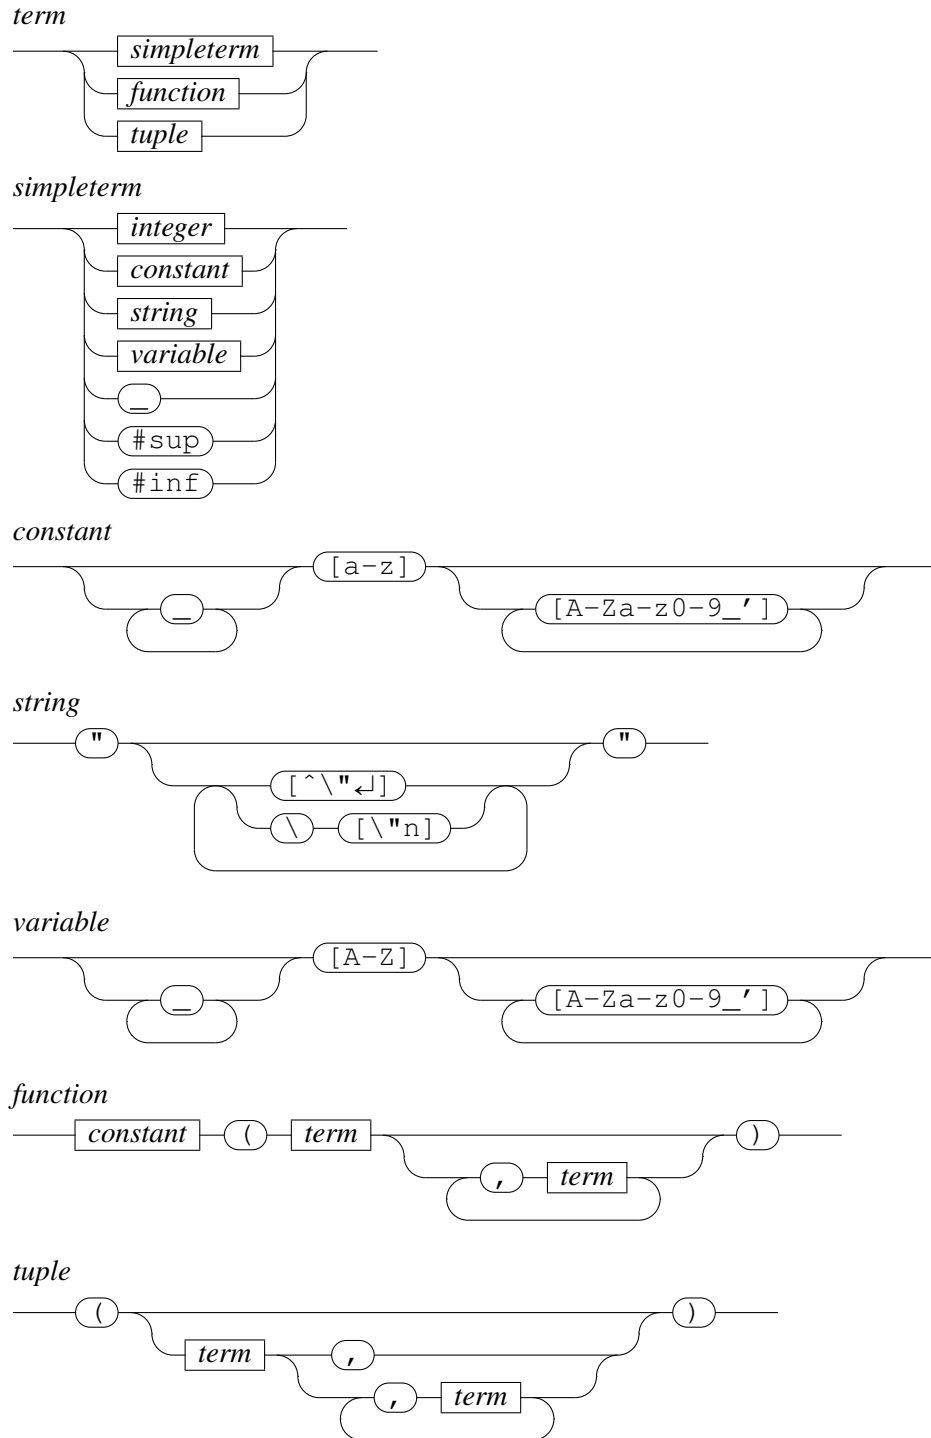 term
simpleterm
function
tuple
simpleterm
integer
constant
string
variable
_
#sup
#inf
constant
[a-z]
_ [A-Za-z0-9_']
string
" "
[^\"↵]
\ [\"n]
variable
[A-Z]
_ [A-Za-z0-9_']
function
constant ( term )
, term
tuple
( )
term ,
, term